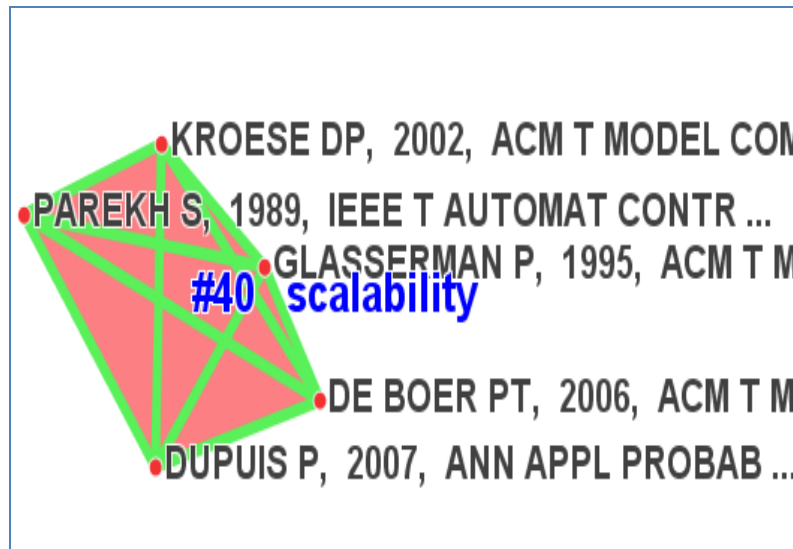 KROESE DP, 2002, ACM T MODEL COM
PAREKH S, 1989, IEEE T AUTOMAT CONTR ...
GLASSERMAN P, 1995, ACM T M
#40 scalability
DE BOER PT, 2006, ACM T M
DUPUIS P, 2007, ANN APPL PROBAB ...